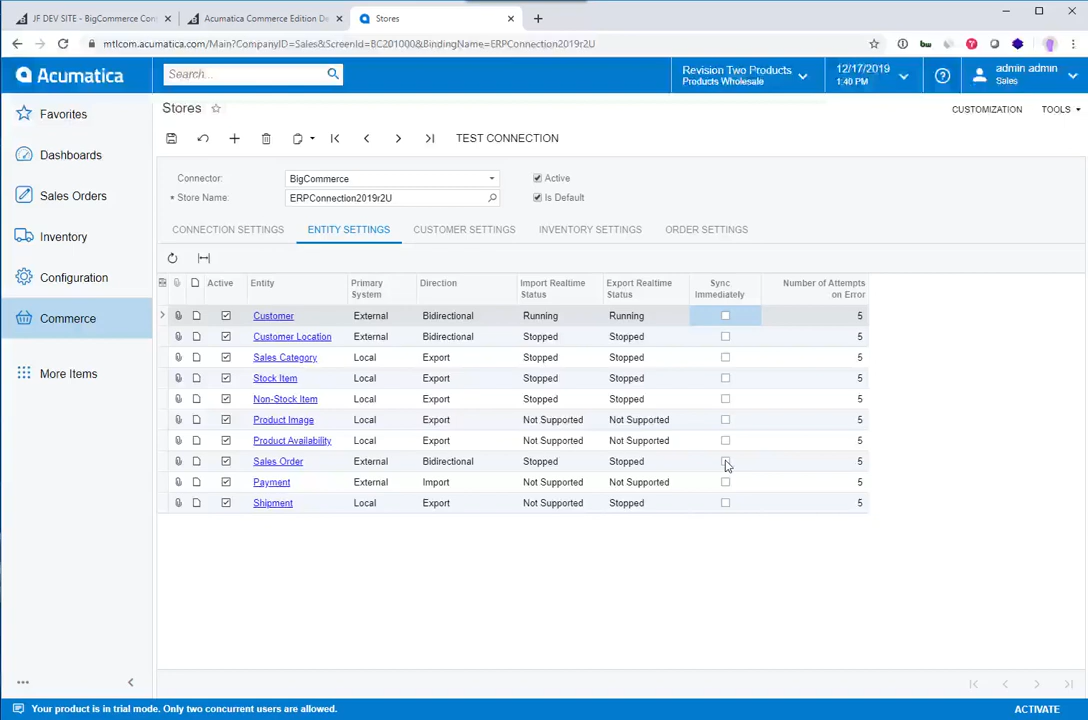 JF DEV SITE - BigCommerce Con
Acumatica Commerce Edition De
Stores
mtlcom.acumatica.com/Main?CompanyID=Sales&ScreenId=BC201000&BindingName=ERPConnection2019r2U
Acumatica
Search...
Revision Two Products
Products Wholesale
12/17/2019
1:40 PM
admin admin
Sales
Favorites
Dashboards
Sales Orders
Inventory
Configuration
Commerce
More Items
Stores
CUSTOMIZATION
TOOLS
TEST CONNECTION
Connector:
BigCommerce
Active
* Store Name:
ERPConnection2019r2U
Is Default
CONNECTION SETTINGS
ENTITY SETTINGS
CUSTOMER SETTINGS
INVENTORY SETTINGS
ORDER SETTINGS
Active Entity Primary System Direction Import Realtime Status Export Realtime Status Sync Immediately Number of Attempts on Error
Customer External Bidirectional Running Running 5
Customer Location External Bidirectional Stopped Stopped 5
Sales Category Local Export Stopped Stopped 5
Stock Item Local Export Stopped Stopped 5
Non-Stock Item Local Export Stopped Stopped 5
Product Image Local Export Not Supported Not Supported 5
Product Availability Local Export Not Supported Not Supported 5
Sales Order External Bidirectional Stopped Stopped 5
Payment External Import Not Supported Not Supported 5
Shipment Local Export Not Supported Stopped 5
Your product is in trial mode. Only two concurrent users are allowed.
ACTIVATE